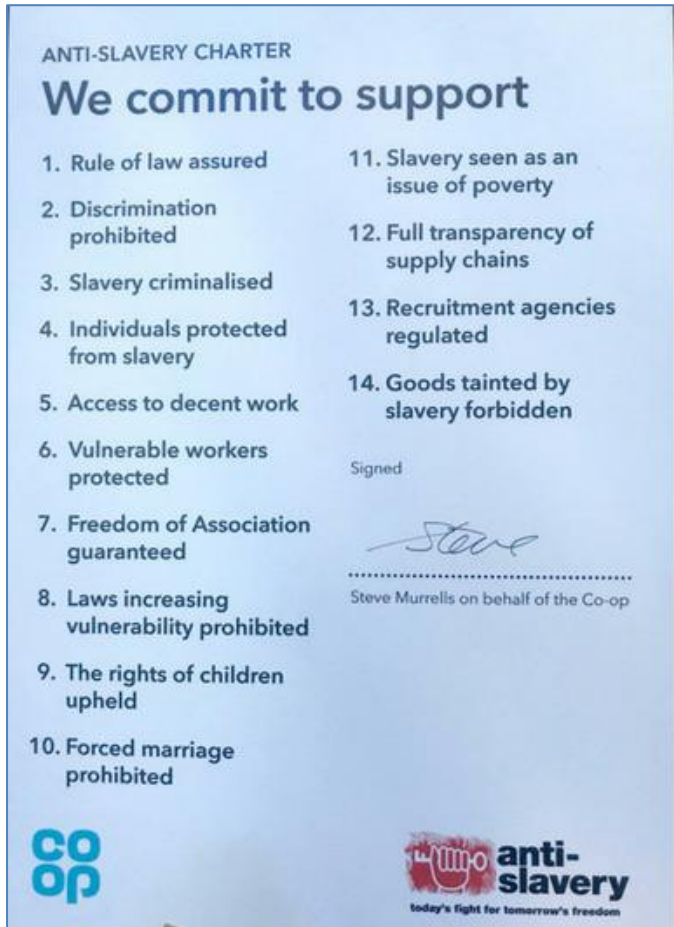 ANTI-SLAVERY CHARTER
We commit to support
1. Rule of law assured
2. Discrimination
prohibited
3. Slavery criminalised
4. Individuals protected
from slavery
5. Access to decent work
6. Vulnerable workers
protected
7. Freedom of Association
guaranteed
8. Laws increasing
vulnerability prohibited
9. The rights of children
upheld
10. Forced marriage
prohibited
11. Slavery seen as an
issue of poverty
12. Full transparency of
supply chains
13. Recruitment agencies
regulated
14. Goods tainted by
slavery forbidden
Signed
Steve
Steve Murrells on behalf of the Co-op
co
op
anti-
slavery
today's fight for tomorrow's freedom